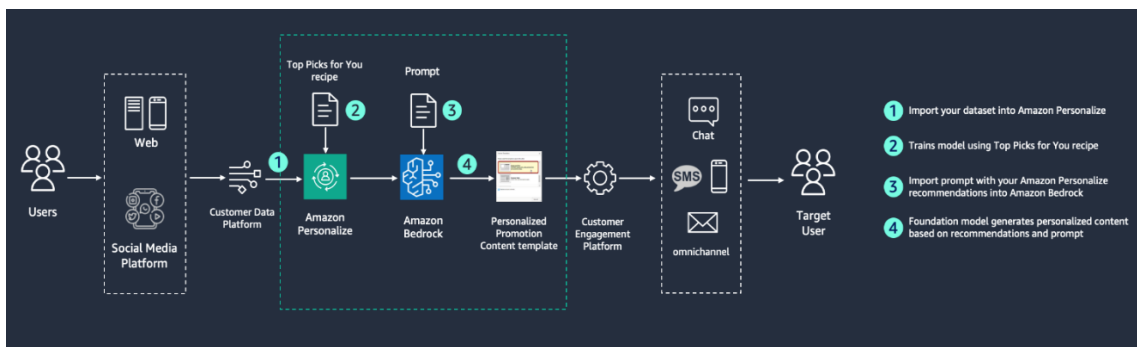 Users
Web
Social Media
Platform
Customer Data
Platform
1
Top Picks for You
recipe
2
Amazon
Personalize
Prompt
3
Amazon
Bedrock
4
Personalized
Promotion
Content template
Customer
Engagement
Platform
Chat
SMS
omnichannel
Target
User
1 Import your dataset into Amazon Personalize
2 Trains model using Top Picks for You recipe
3 Import prompt with your Amazon Personalize
recommendations into Amazon Bedrock
4 Foundation model generates personalized content
based on recommendations and prompt